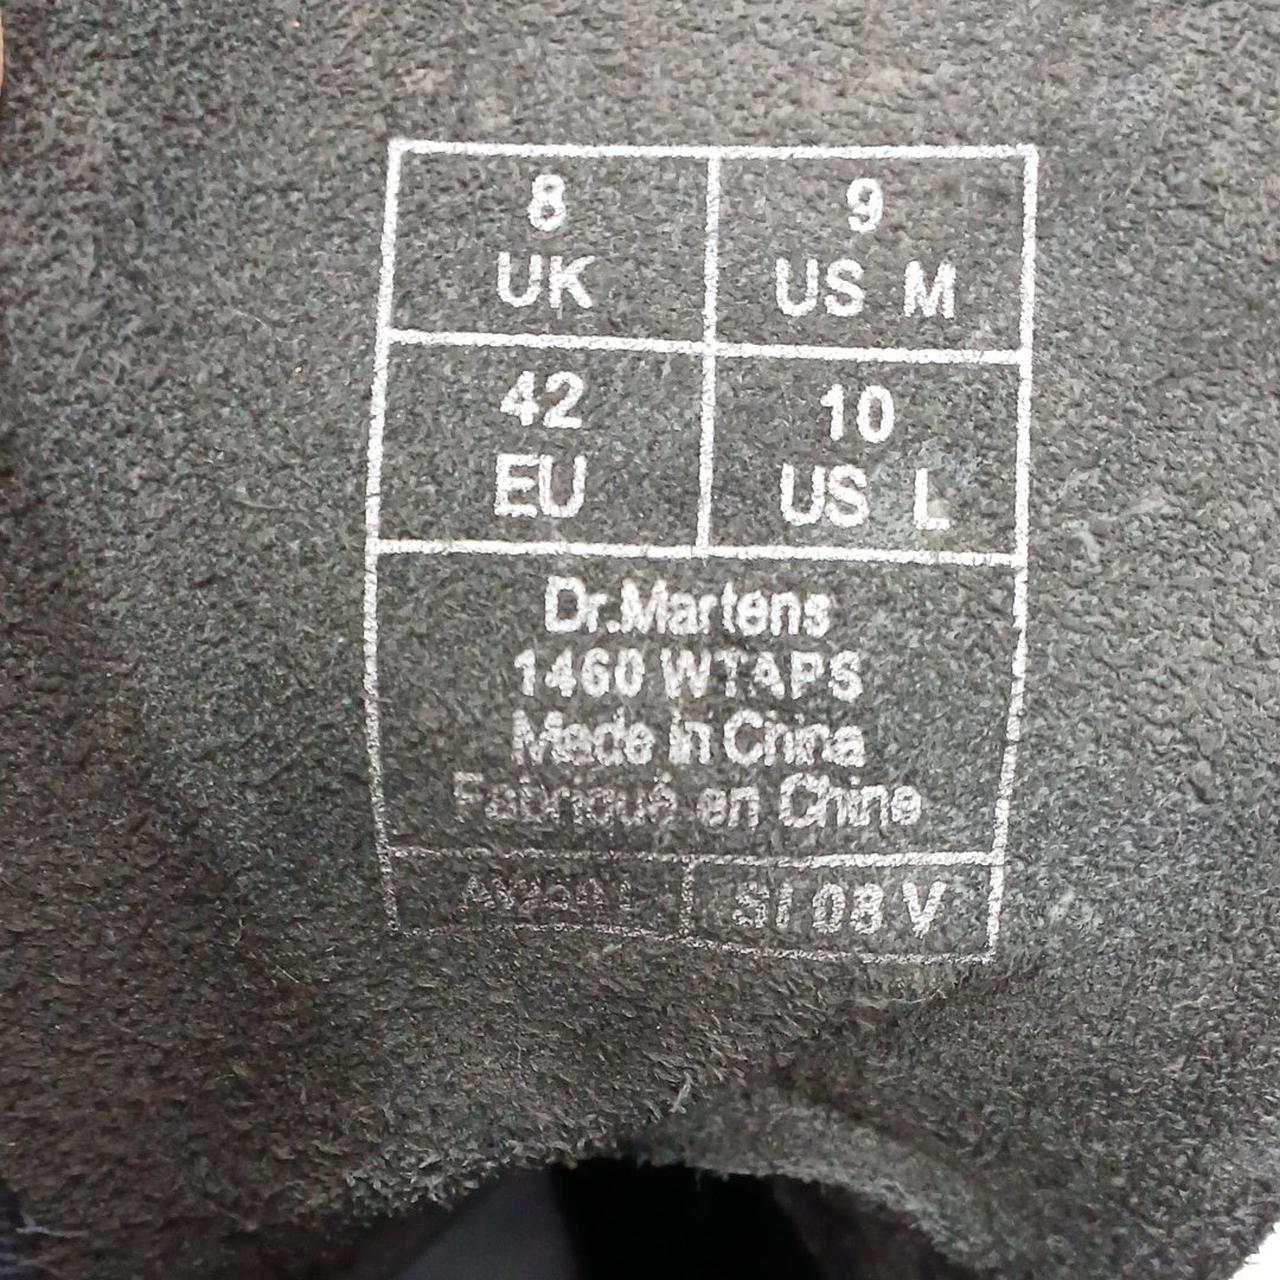 8
UK
9
US M
42
EU
10
US L
Dr.Martens
1460 WTAPS
Made in China
Fabriqué en Chine
SI 08 V